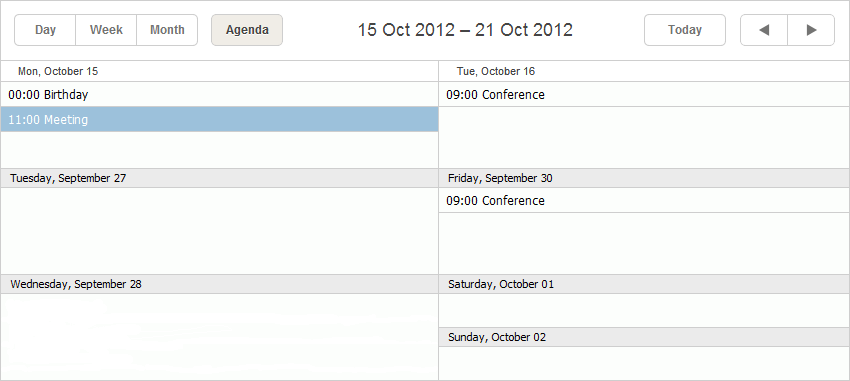 Day Week Month Agenda 15 Oct 2012 – 21 Oct 2012 Today
Mon, October 15
00:00 Birthday
11:00 Meeting
Tuesday, September 27
Wednesday, September 28
Tue, October 16
09:00 Conference
Friday, September 30
09:00 Conference
Saturday, October 01
Sunday, October 02